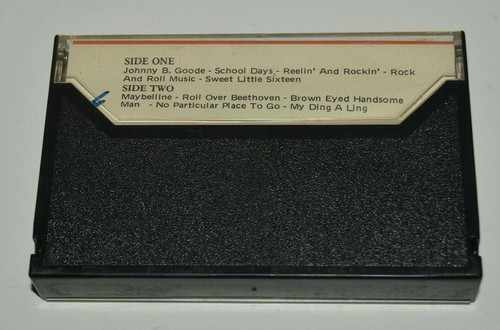 SIDE ONE
Johnny B. Goode - School Days - Reelin' And Rockin' - Rock
And Roll Music - Sweet Little Sixteen
SIDE TWO
Maybelline - Roll Over Beethoven - Brown Eyed Handsome
Man - No Particular Place To Go - My Ding A Ling